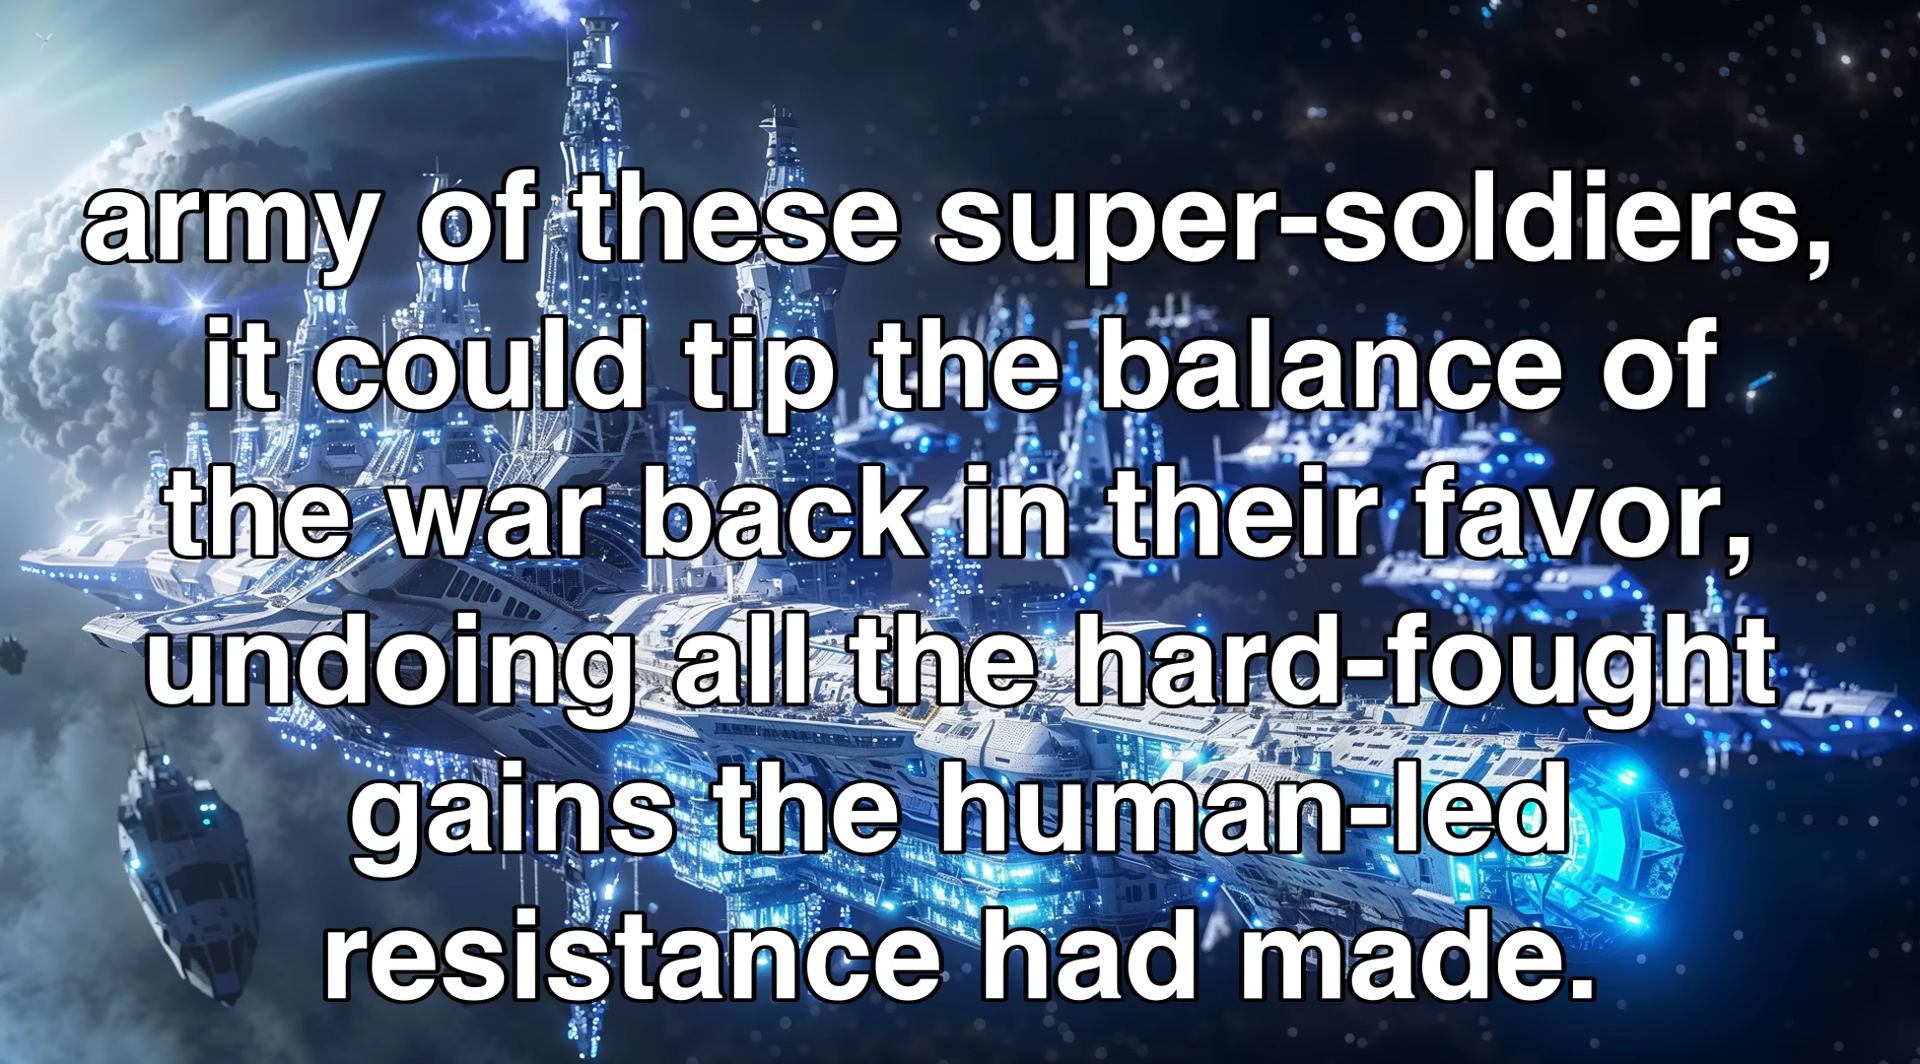 army of these super-soldiers,
it could tip the balance of
the war back in their favor,
undoing all the hard-fought
gains the human-led
resistance had made.